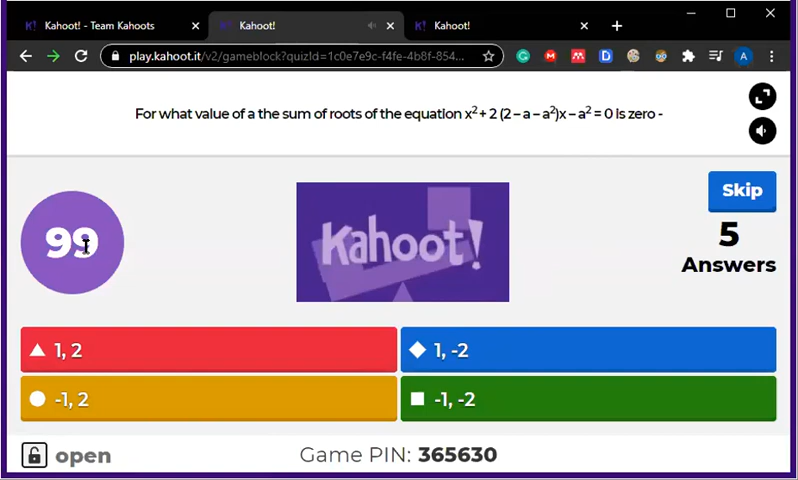 Kahoot! - Team Kahoots
Kahoot!
Kahoot!
play.kahoot.it/v2/gameblock?quizId=1c0e7e9c-f4fe-4b8f-854...
For what value of a the sum of roots of the equation x² + 2 (2 – a – a²)x – a² = 0 Is zero -
99
Kahoot!
Skip
5
Answers
1, 2
1, -2
-1, 2
-1, -2
open
Game PIN: 365630